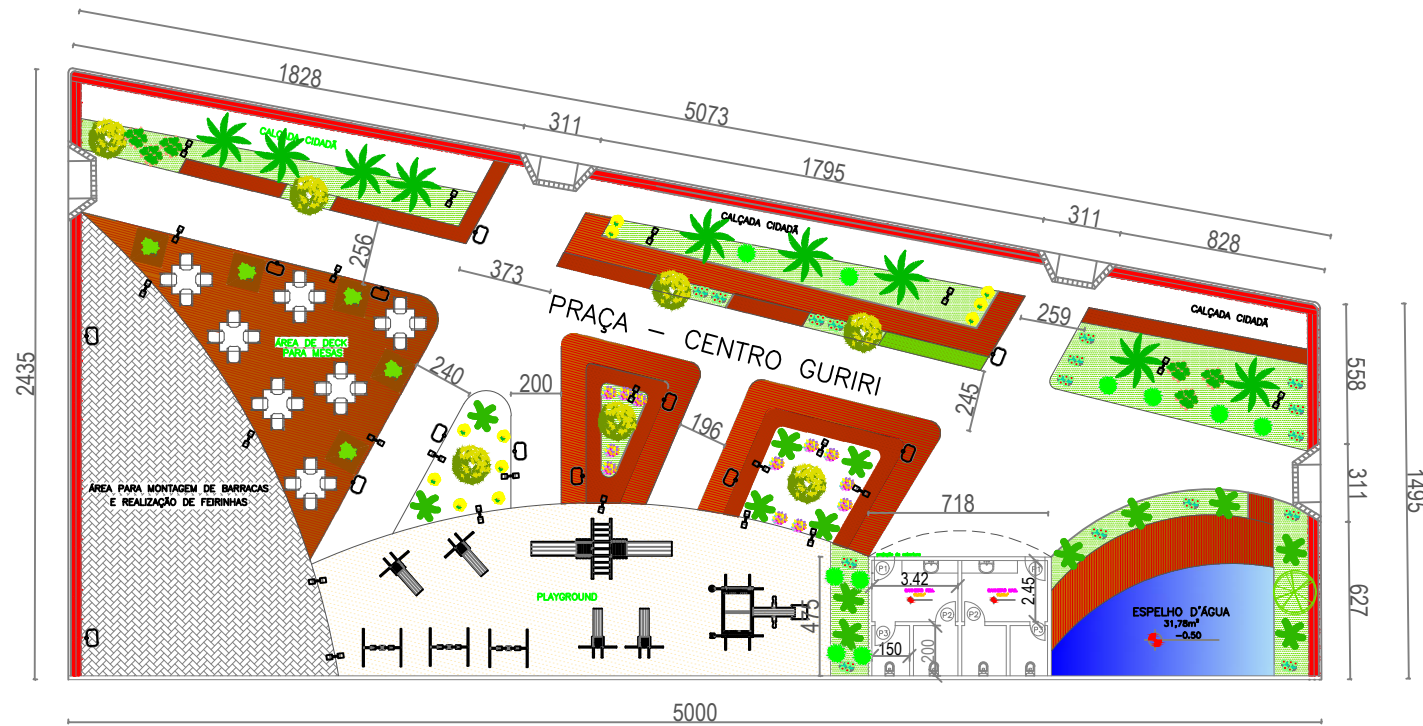 1828
311
5073
1795
311
828
CALÇADA CIDADÃ
CALÇADA CIDADÃ
CALÇADA CIDADÃ
256
373
259
2435
PRAÇA – CENTRO GURIRI
ÁREA DE DECK
PARA MESAS
240
200
196
245
558
311
627
1495
ÁREA PARA MONTAGEM DE BARRACAS
E REALIZAÇÃO DE FEIRINHAS
718
PLAYGROUND
475
P1
P1
3.42
2.45
P2
P2
P3
P3
150
200
ESPELHO D'ÁGUA
31,78m²
-0.50
5000